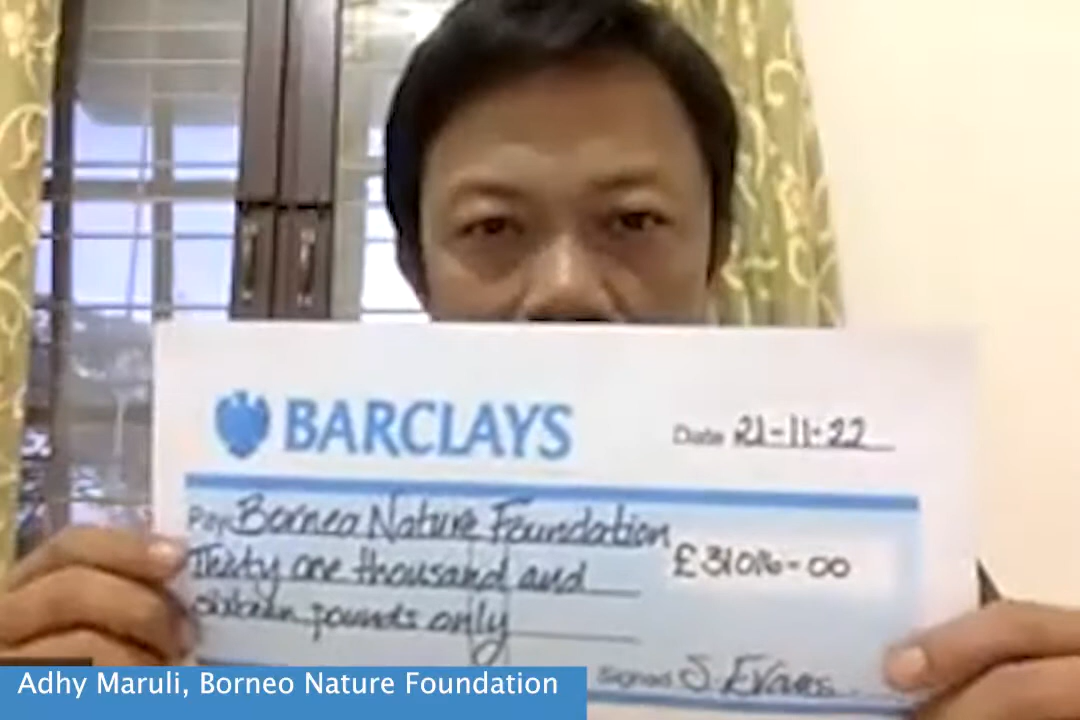 BARCLAYS
Date 21-11-22
Pay Borneo Nature Foundation
£31016-00
Thirty one thousand and
sixteen pounds only
Signed S. Evans
Adhy Maruli, Borneo Nature Foundation